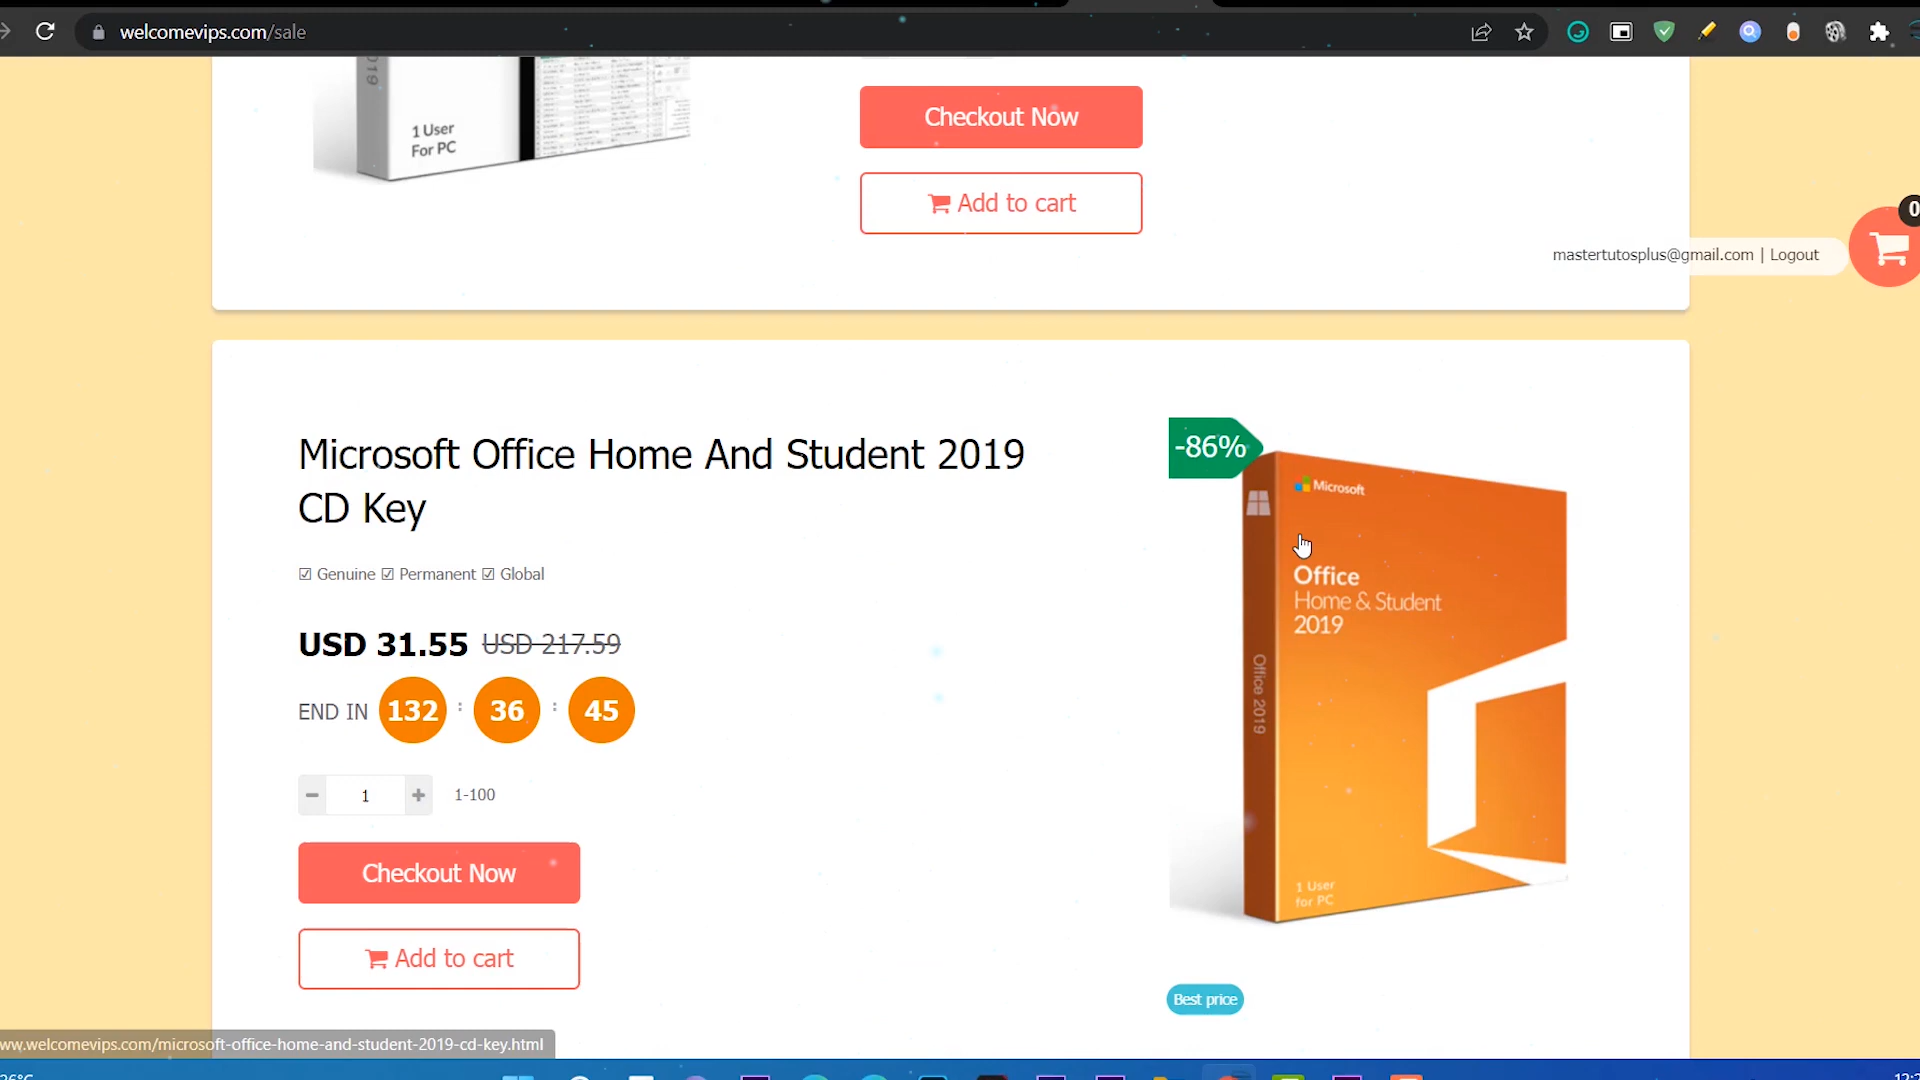 welcomevips.com/sale
1 User
For PC
Checkout Now
Add to cart
0
mastertutosplus@gmail.com | Logout
Microsoft Office Home And Student 2019
CD Key
☑ Genuine ☑ Permanent ☑ Global
USD 31.55 USD 217.59
END IN 132 : 36 : 45
− 1 + 1-100
Checkout Now
Add to cart
-86%
Microsoft
Office
Home & Student
2019
Office 2019
1 User
for PC
Best price
www.welcomevips.com/microsoft-office-home-and-student-2019-cd-key.html